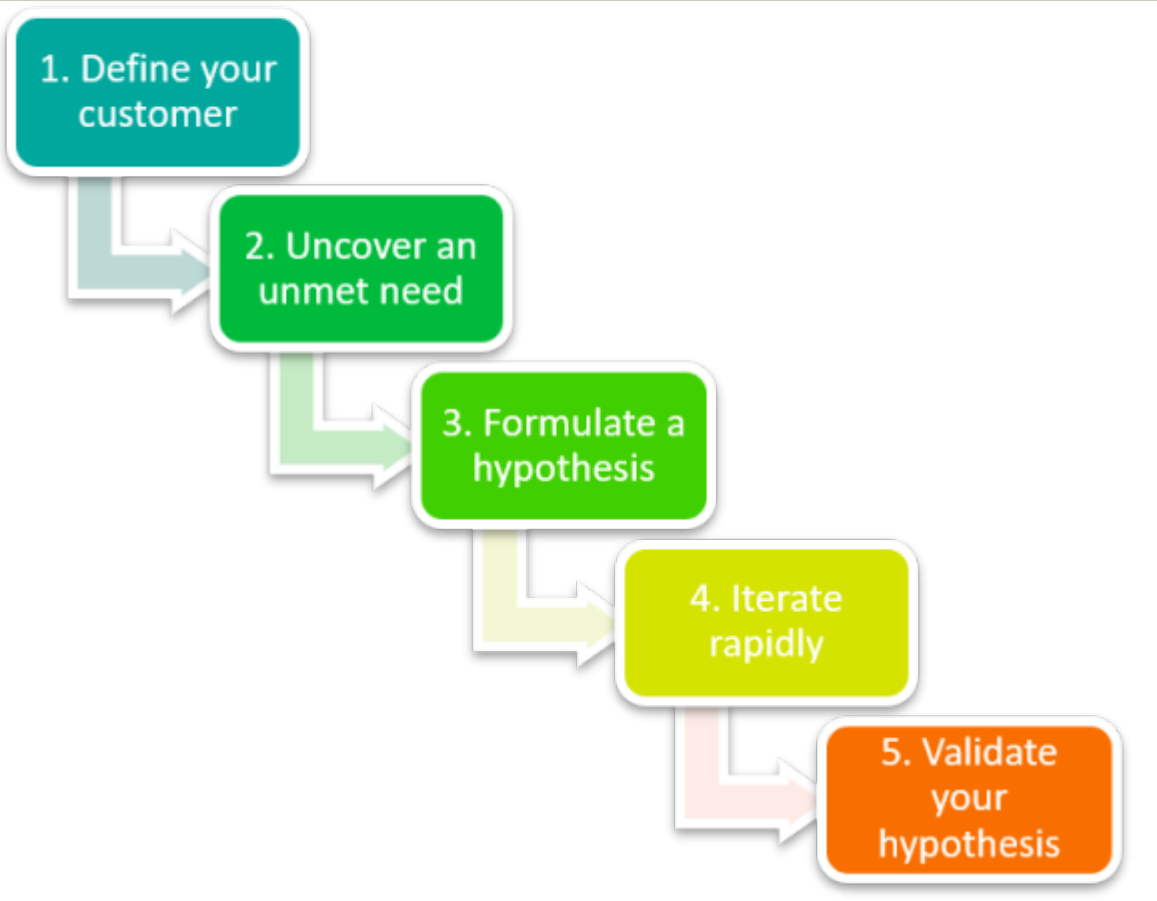 1. Define your
customer
2. Uncover an
unmet need
3. Formulate a
hypothesis
4. Iterate
rapidly
5. Validate
your
hypothesis